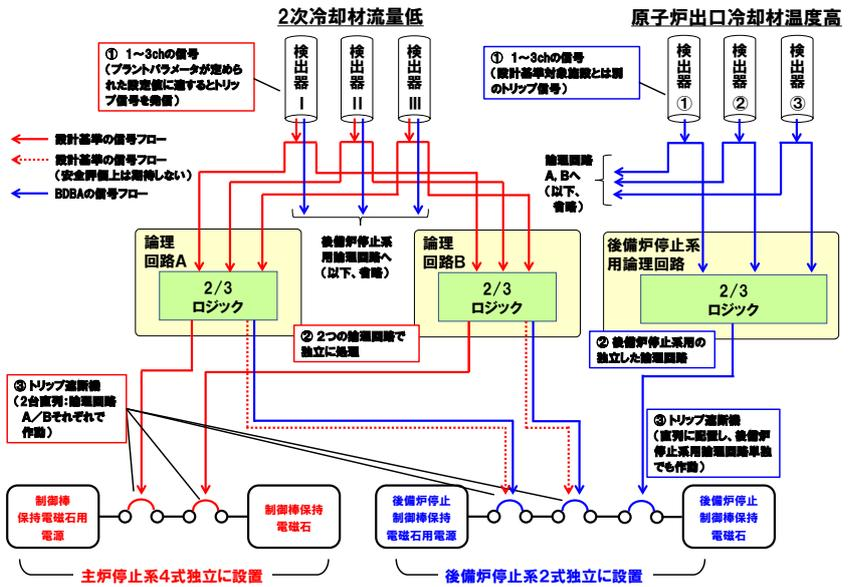 2次冷却材流量低
原子炉出口冷却材温度高
① 1～3chの信号
（プラントパラメータが定めら
れた設定値に達するとトリッ
プ信号を発信）
検出器Ⅰ
検出器Ⅱ
検出器Ⅲ
① 1～3chの信号
（設計基準対象施設とは別
のトリップ信号）
検出器①
検出器②
検出器③
設計基準の信号フロー
設計基準の信号フロー
（安全評価上は期待しない）
BDBAの信号フロー
論理回路
A, Bへ
（以下、
省略）
論理
回路A
2/3
ロジック
後備炉停止系
用論理回路へ
（以下、省略）
論理
回路B
2/3
ロジック
後備炉停止系
用論理回路
2/3
ロジック
② 2つの論理回路で
独立に処理
② 後備炉停止系用の
独立した論理回路
③ トリップ遮断機
（2台直列：論理回路
A／Bそれぞれで
作動）
③ トリップ遮断機
（直列に配置し、後備炉
停止系用論理回路単独
でも作動）
制御棒
保持電磁石用
電源
制御棒保持
電磁石
後備炉停止
制御棒保持
電磁石用電源
後備炉停止
制御棒保持
電磁石
主炉停止系4式独立に設置
後備炉停止系2式独立に設置